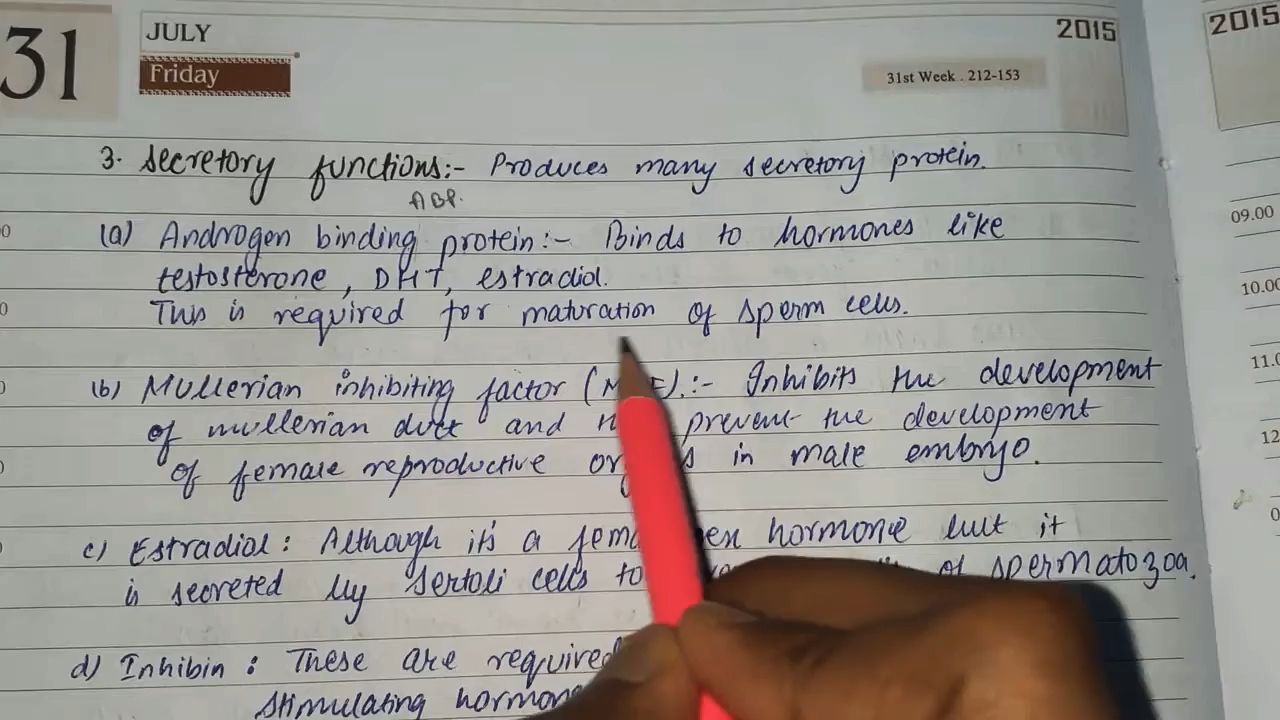 31
JULY
Friday
2015
31st Week . 212-153
2015
3. Secretory functions:- Produces many secretory protein.
ABP.
(a) Androgen binding protein:- Binds to hormones like
testosterone, DHT, estradiol.
This is required for maturation of sperm cells.
(b) Mullerian inhibiting factor :- Inhibits the development
of mullerian duct and prevent the development
of female reproductive in male embryo.
c) Estradiol: Although it's a hormone but it
is secreted by Sertoli cells to of spermatozoa.
d) Inhibin: These are required
stimulating hormone
09.00
10.00
11.0
12